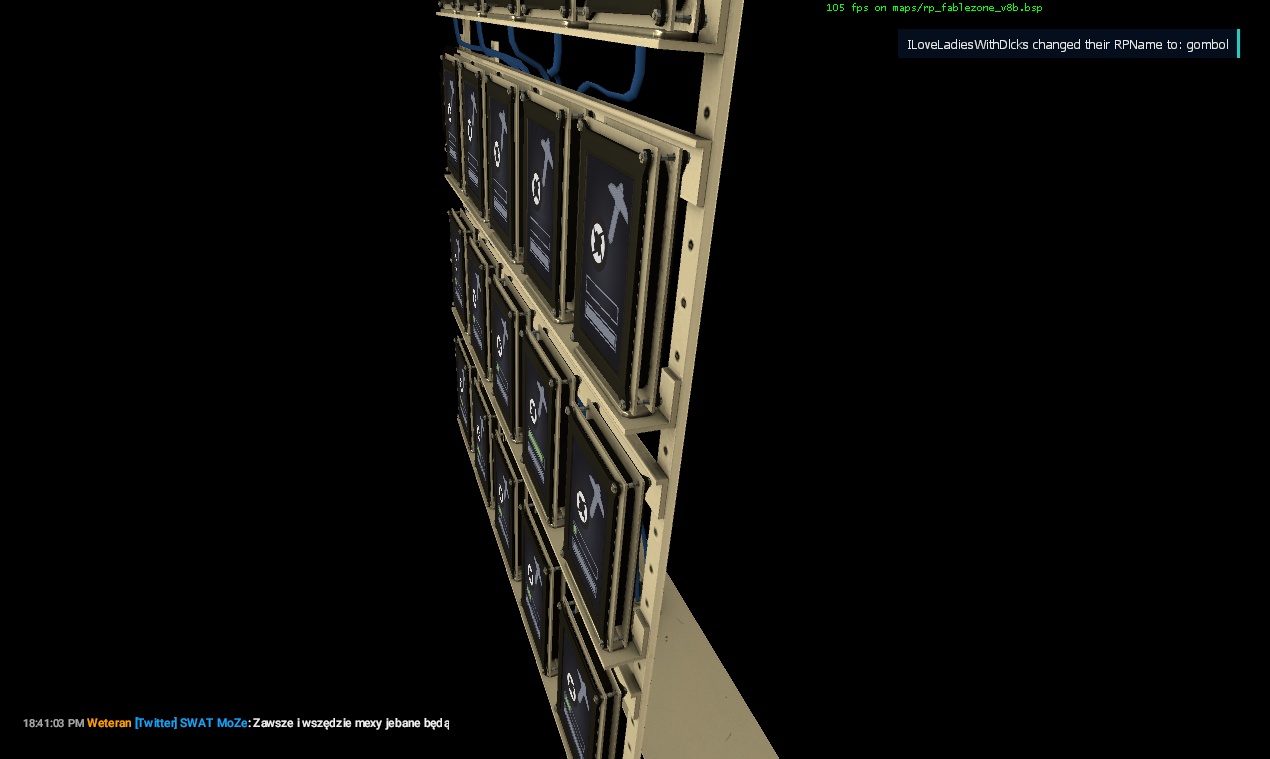 105 fps on maps/rp_fablezone_v8b.bsp
ILoveLadiesWithDlcks changed their RPName to: gombol
18:41:03 PM Weteran [Twitter] SWAT MoZe: Zawsze i wszędzie mexy jebane będą